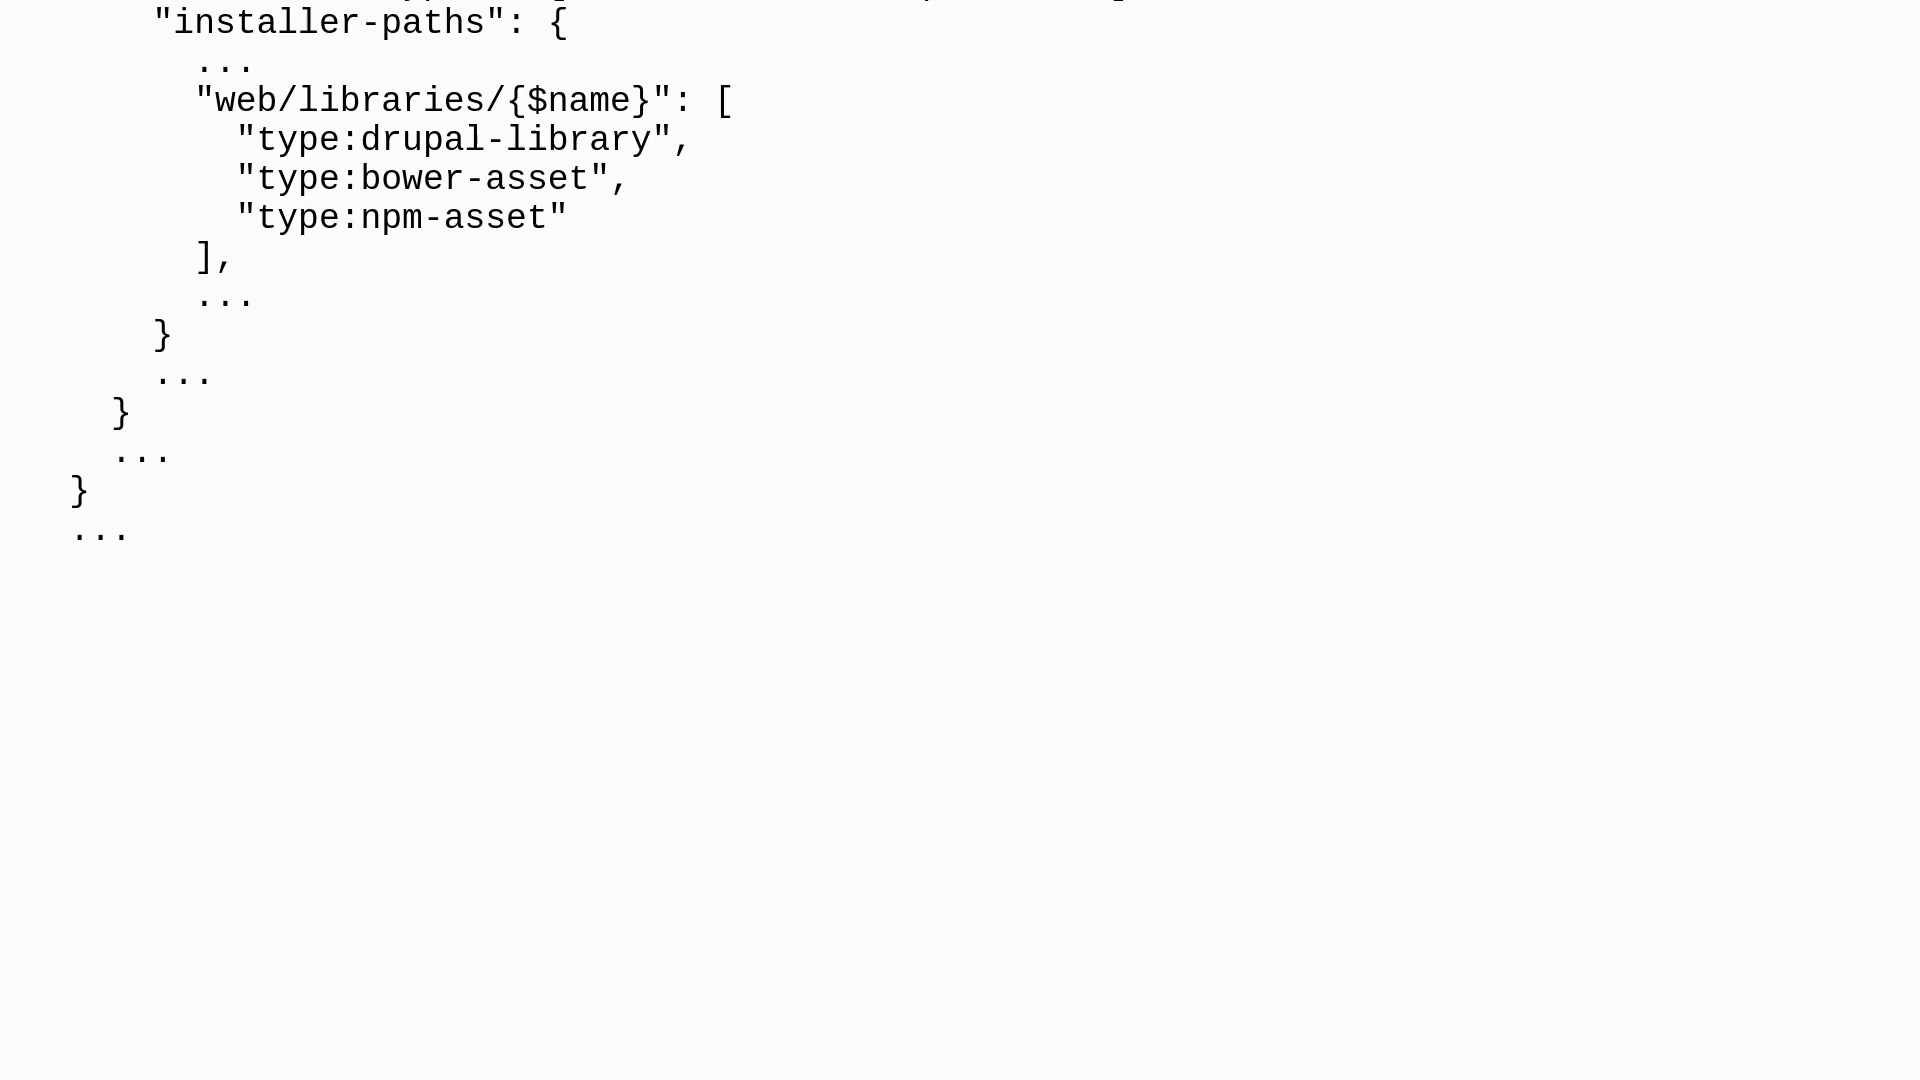 "installer-paths": {
...
"web/libraries/{$name}": [
"type:drupal-library",
"type:bower-asset",
"type:npm-asset"
],
...
}
...
}
...
}
...